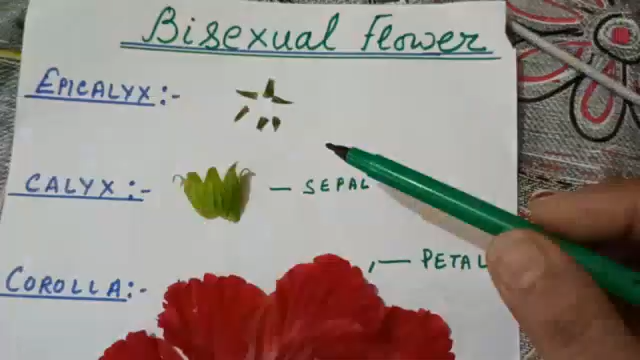 Bisexual Flower
EPICALYX:-
CALYX:- — SEPAL
COROLLA:- — PETAL